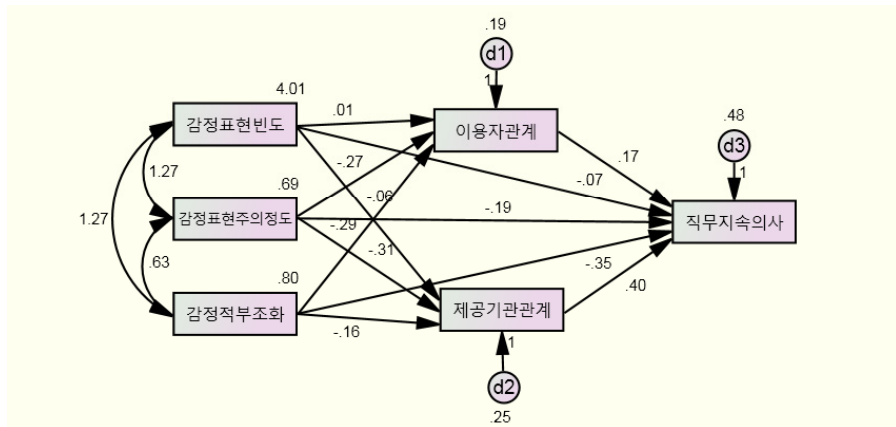 .19
d1
1
4.01
감정표현빈도
.01
이용자관계
.48
d3
1
-.27
.17
1.27
.69
-.06
-.07
감정표현주의정도
1.27
-.19
직무지속의사
-.29
.63
-.31
.80
-.35
.40
감정적부조화
제공기관관계
-.16
1
d2
.25